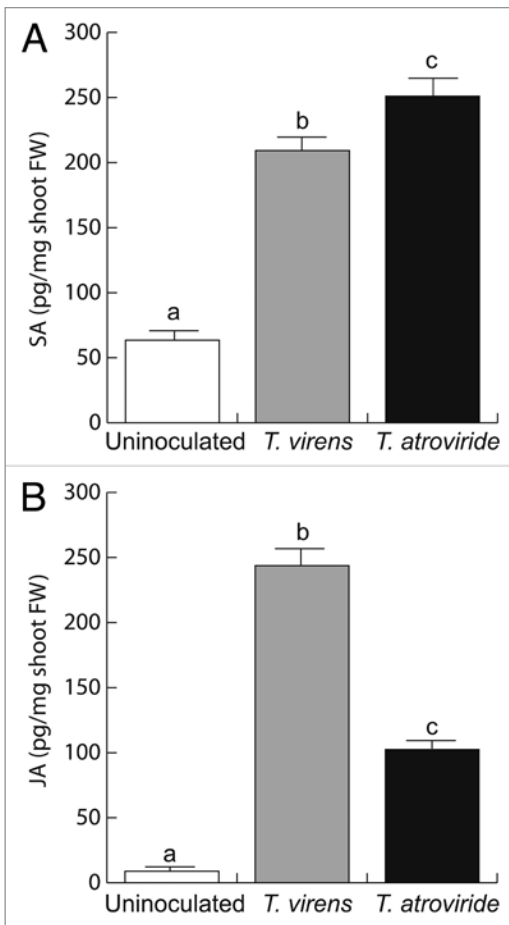 A
SA (pg/mg shoot FW)
300
250
200
150
100
50
0
a
b
c
Uninoculated T. virens T. atroviride
B
JA (pg/mg shoot FW)
300
250
200
150
100
50
0
a
b
c
Uninoculated T. virens T. atroviride